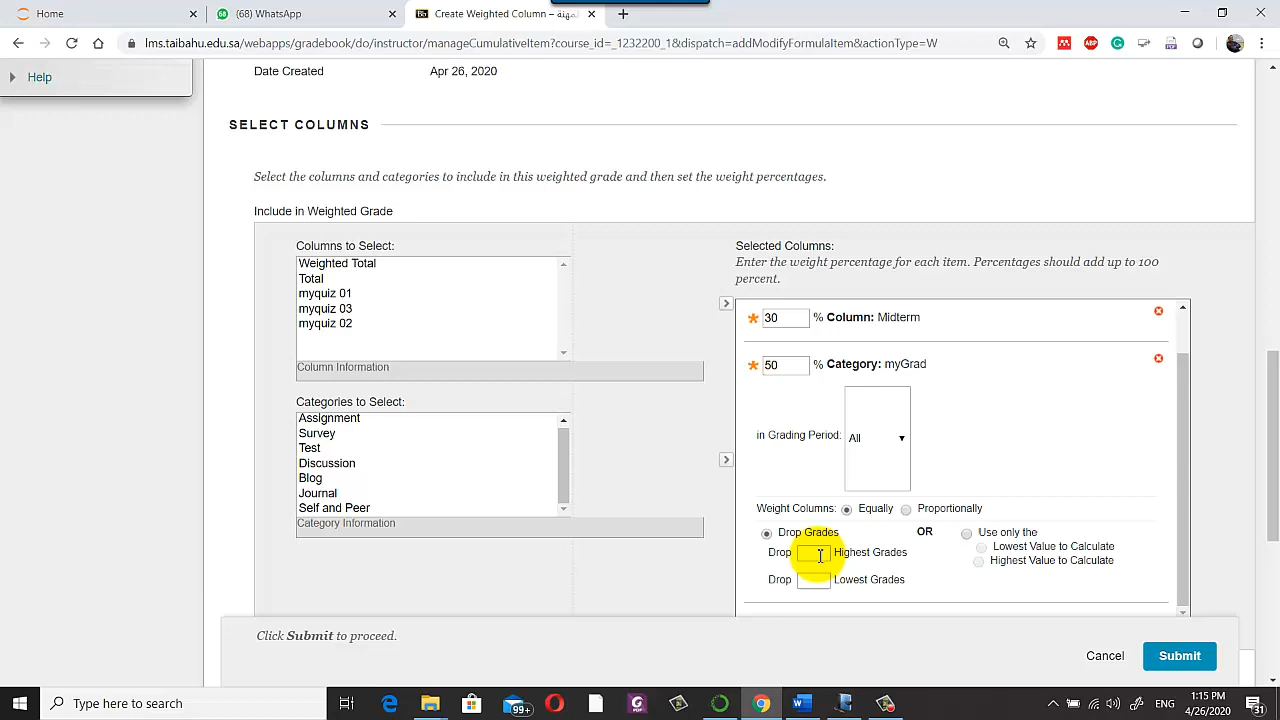 Home
(68) WhatsApp
Create Weighted Column –
lms.taibahu.edu.sa/webapps/gradebook/do/instructor/manageCumulativeItem?course_id=_1232200_1&dispatch=addModifyFormulaItem&actionType=W
ABP
Help
Date Created Apr 26, 2020
SELECT COLUMNS
Select the columns and categories to include in this weighted grade and then set the weight percentages.
Include in Weighted Grade
Columns to Select:
Weighted Total
Total
myquiz 01
myquiz 03
myquiz 02
Column Information
Categories to Select:
Assignment
Survey
Test
Discussion
Blog
Journal
Self and Peer
Category Information
Selected Columns:
Enter the weight percentage for each item. Percentages should add up to 100
percent.
30 % Column: Midterm
50 % Category: myGrad
in Grading Period: All
Weight Columns: Equally Proportionally
Drop Grades OR Use only the
Drop Highest Grades
Drop Lowest Grades
Lowest Value to Calculate
Highest Value to Calculate
Click Submit to proceed.
Cancel Submit
Type here to search
99+
ENG
1:15 PM
4/26/2020
31